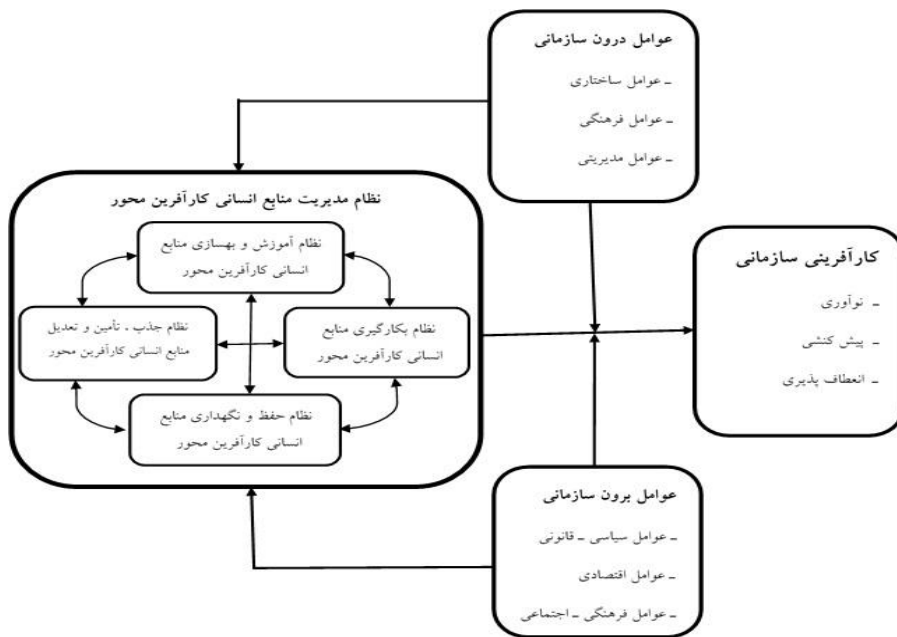 عوامل درون سازمانی
- عوامل ساختاری
- عوامل فرهنگی
- عوامل مدیریتی
نظام مدیریت منابع انسانی کارآفرین محور
نظام آموزش و بهسازی منابع
انسانی کارآفرین محور
نظام بکارگیری منابع
انسانی کارآفرین محور
نظام جذب ، تأمین و تعدیل
منابع انسانی کارآفرین محور
نظام حفظ و نگهداری منابع
انسانی کارآفرین محور
کارآفرینی سازمانی
- نوآوری
- پیش کنشی
- انعطاف پذیری
عوامل برون سازمانی
- عوامل سیاسی - قانونی
- عوامل اقتصادی
- عوامل فرهنگی - اجتماعی